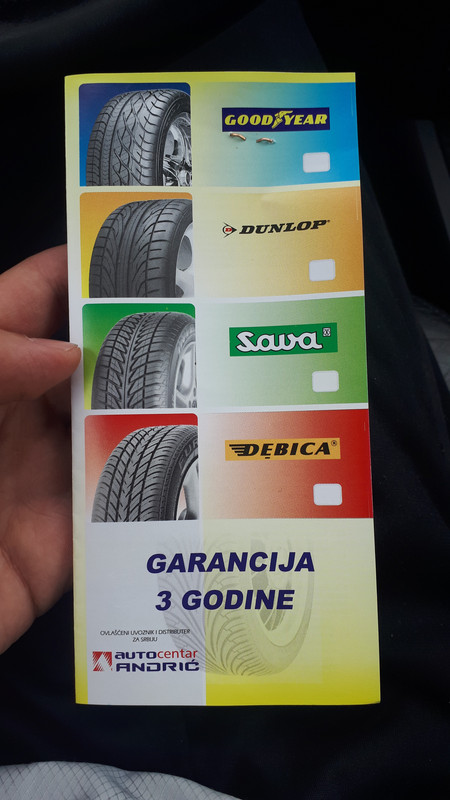 GOODYEAR
DUNLOP
Sava
DĘBICA
GARANCIJA
3 GODINE
OVLAŠĆENI UVOZNIK I DISTRIBUTER
ZA SRBIJU
autocentar
ANDRIĆ